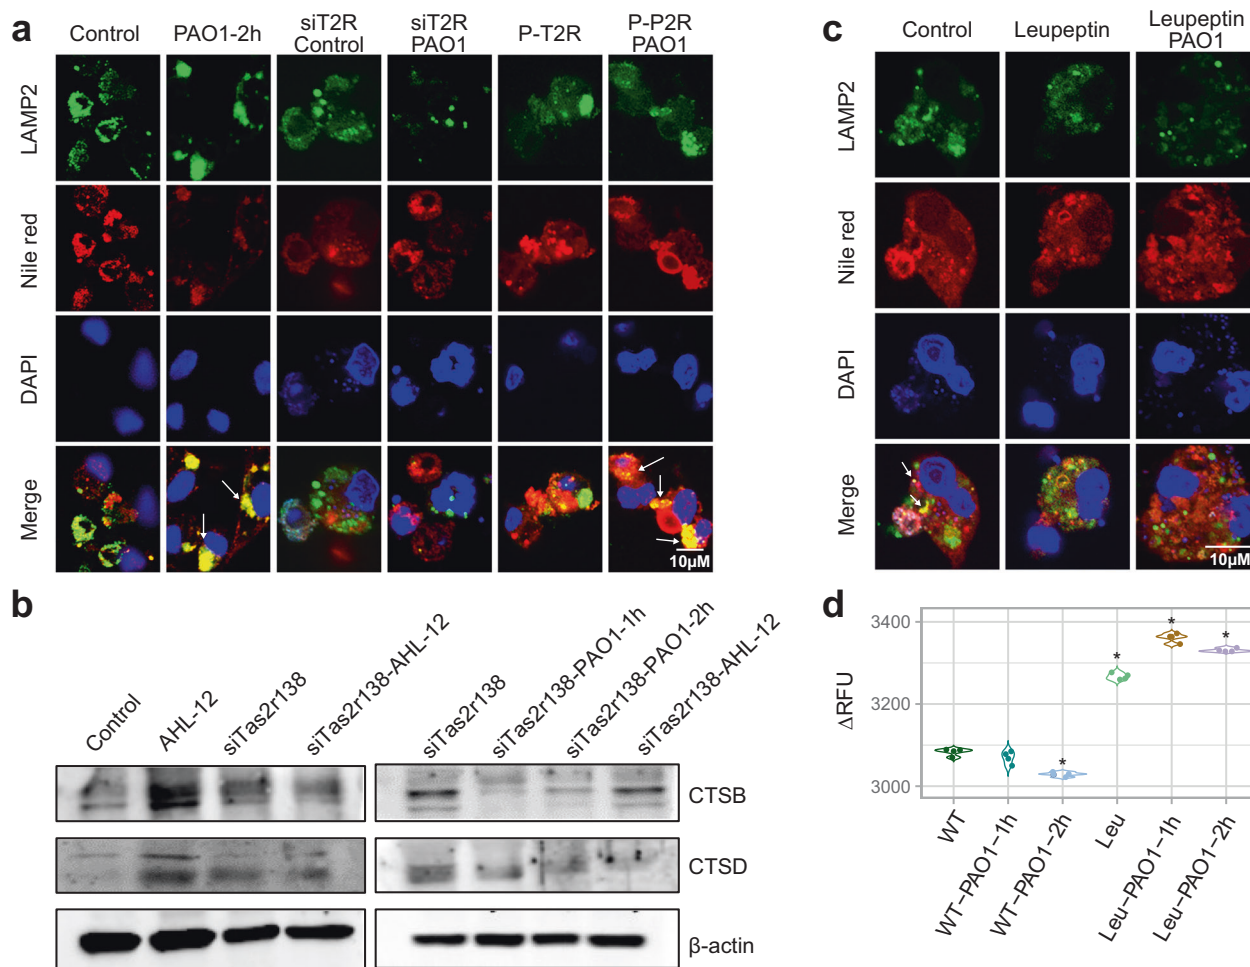 a
Control
PAO1-2h
siT2R
Control
siT2R
PAO1
P-T2R
P-P2R
PAO1
LAMP2
Nile red
DAPI
Merge
10μM
c
Control
Leupeptin
Leupeptin
PAO1
LAMP2
Nile red
DAPI
Merge
10μM
b
Control
AHL-12
siTas2r138
siTas2r138-AHL-12
siTas2r138
siTas2r138-PAO1-1h
siTas2r138-PAO1-2h
siTas2r138-AHL-12
CTSB
CTSD
β-actin
d
ΔRFU
3400
3200
3000
*
*
*
*
WT
WT-PAO1-1h
WT-PAO1-2h
Leu
Leu-PAO1-1h
Leu-PAO1-2h